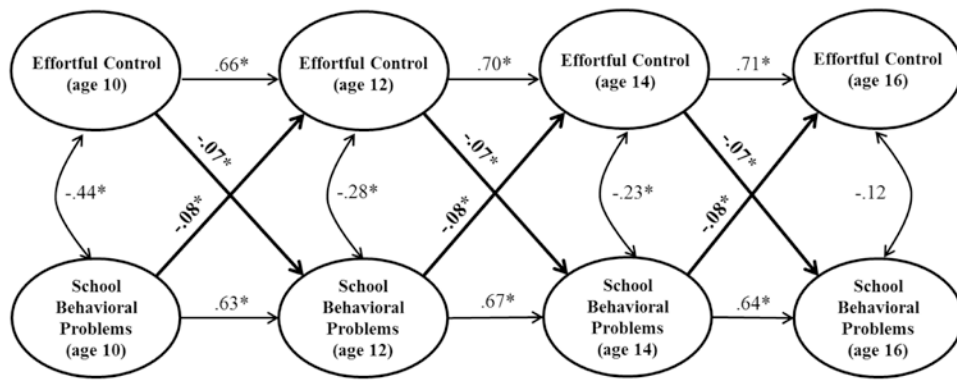 Effortful Control
(age 10)
.66*
Effortful Control
(age 12)
.70*
Effortful Control
(age 14)
.71*
Effortful Control
(age 16)
-.44*
-.07*
-.08*
-.28*
-.07*
-.08*
-.23*
-.07*
-.08*
-.12
School
Behavioral
Problems
(age 10)
.63*
School
Behavioral
Problems
(age 12)
.67*
School
Behavioral
Problems
(age 14)
.64*
School
Behavioral
Problems
(age 16)